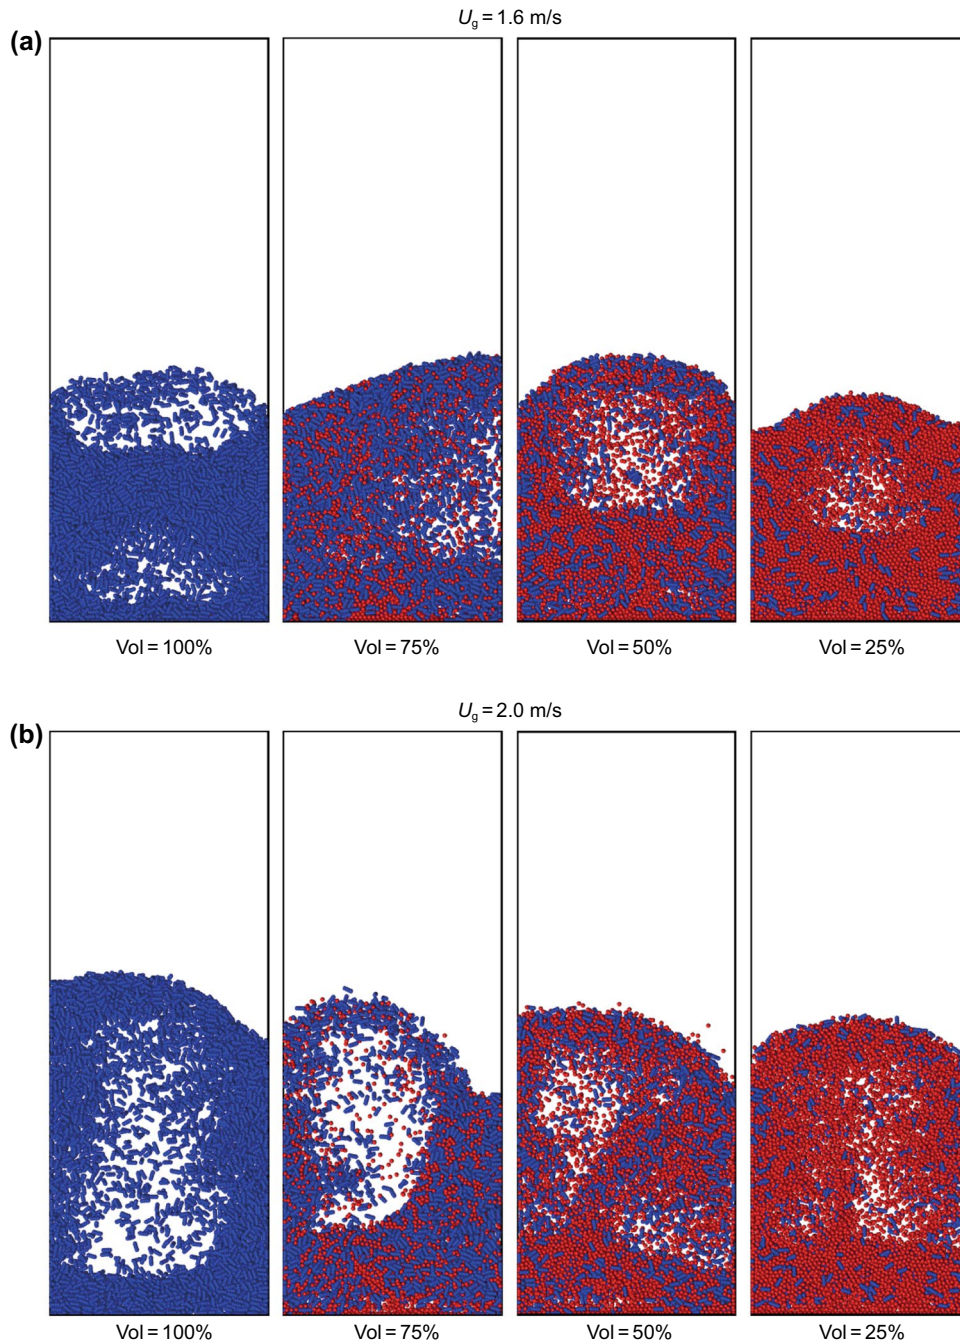 U_g = 1.6 m/s
(a)
Vol = 100% Vol = 75% Vol = 50% Vol = 25%
U_g = 2.0 m/s
(b)
Vol = 100% Vol = 75% Vol = 50% Vol = 25%